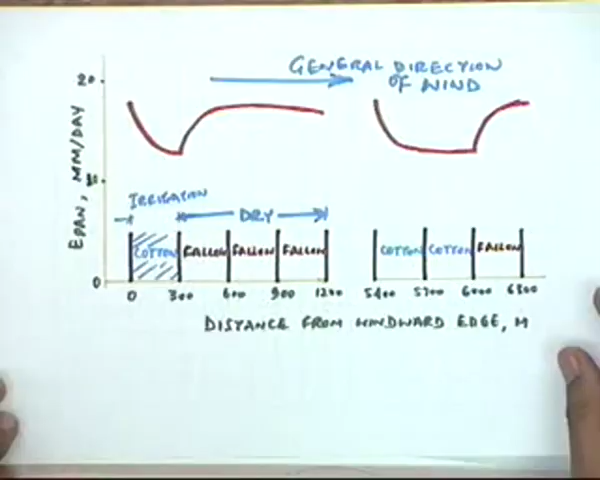 GENERAL DIRECTION
OF WIND
20
EPAN, MM/DAY
IRRIGATION
DRY
COTTON FALLOW FALLOW FALLOW COTTON COTTON FALLOW
0
0 300 600 900 1200 5400 5700 6000 6300
DISTANCE FROM WINDWARD EDGE, M